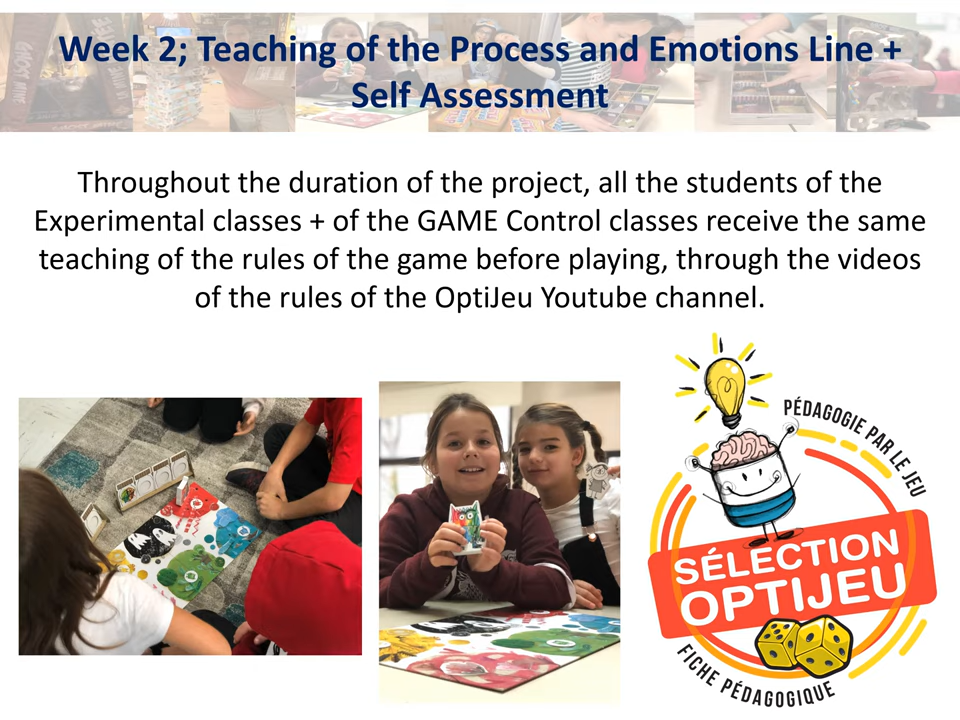 Week 2; Teaching of the Process and Emotions Line +
Self Assessment
Throughout the duration of the project, all the students of the
Experimental classes + of the GAME Control classes receive the same
teaching of the rules of the game before playing, through the videos
of the rules of the OptiJeu Youtube channel.
PÉDAGOGIE PAR LE JEU
SÉLECTION
OPTIJEU
FICHE PÉDAGOGIQUE